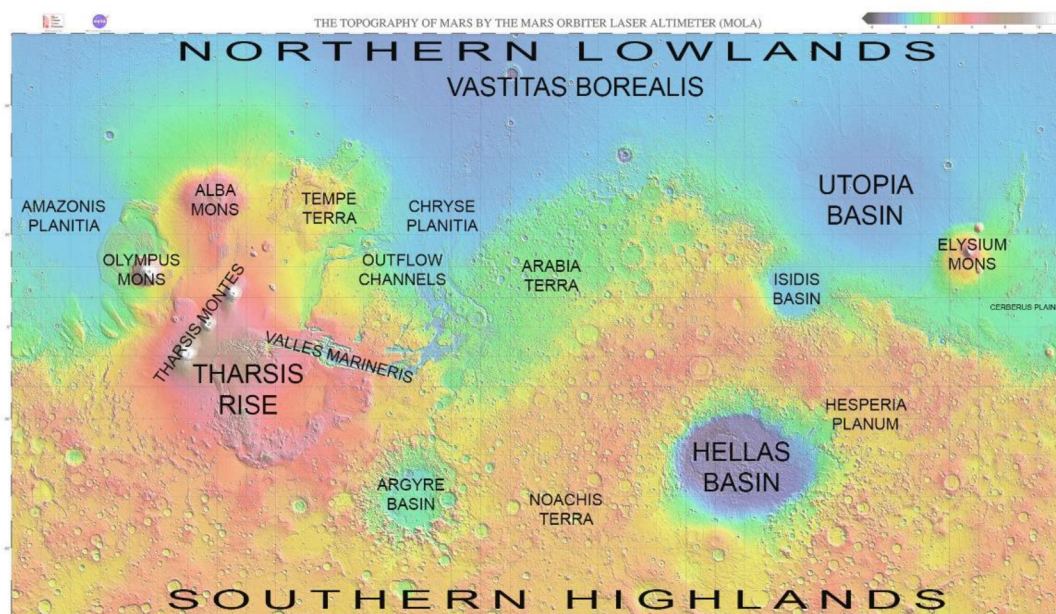 THE TOPOGRAPHY OF MARS BY THE MARS ORBITER LASER ALTIMETER (MOLA)
NORTHERN LOWLANDS
VASTITAS BOREALIS
ALBA
MONS
TEMPE
TERRA
AMAZONIS
PLANITIA
CHRYSE
PLANITIA
UTOPIA
BASIN
OLYMPUS
MONS
OUTFLOW
CHANNELS
ARABIA
TERRA
ISIDIS
BASIN
ELYSIUM
MONS
CERBERUS PLAIN
THARSIS MONTES
VALLES MARINERIS
THARSIS
RISE
HESPERIA
PLANUM
HELLAS
BASIN
ARGYRE
BASIN
NOACHIS
TERRA
SOUTHERN HIGHLANDS